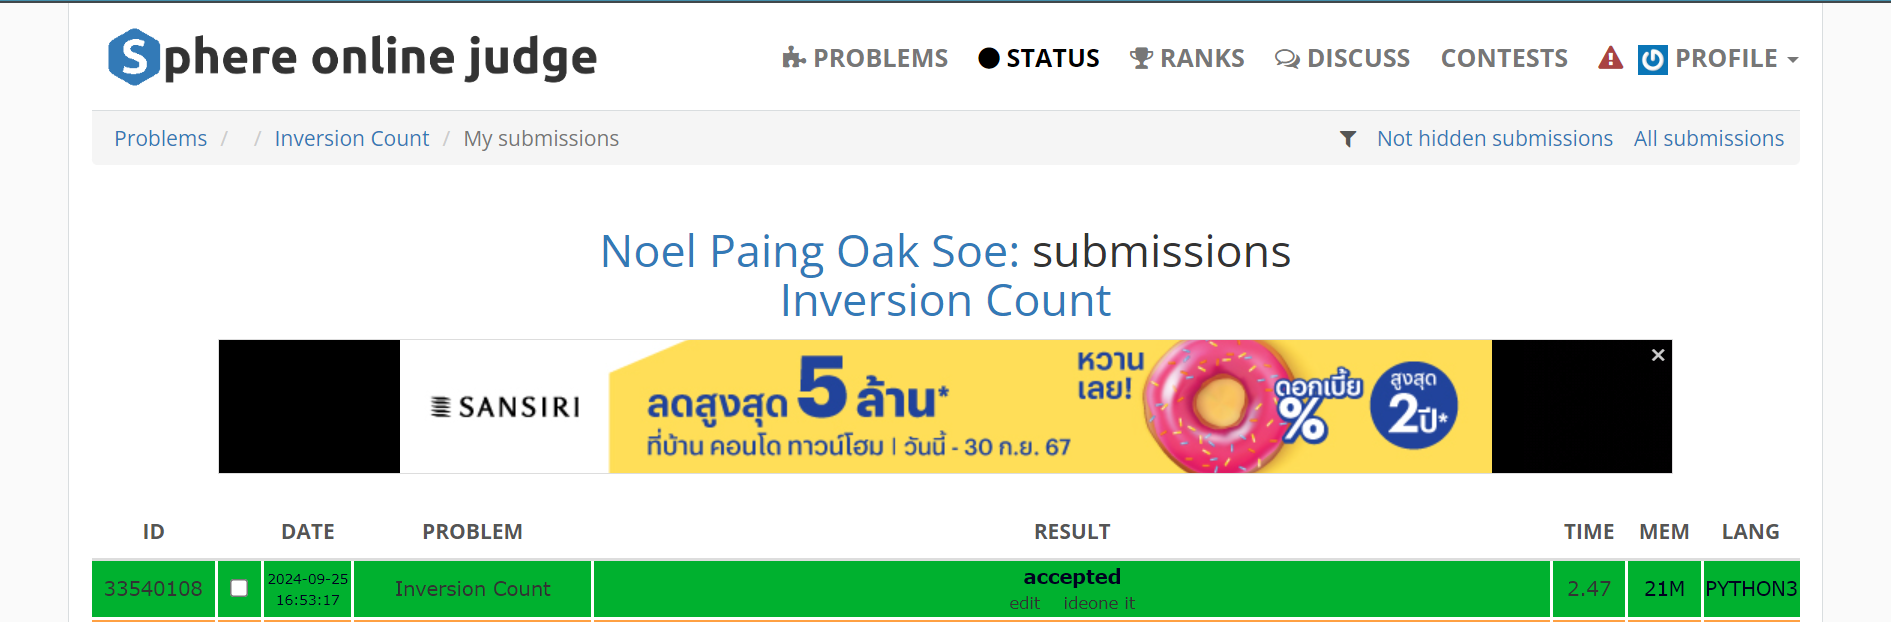 Sphere online judge
PROBLEMS STATUS RANKS DISCUSS CONTESTS PROFILE
Problems / / Inversion Count / My submissions
Not hidden submissions All submissions
Noel Paing Oak Soe: submissions
Inversion Count
SANSIRI
ลดสูงสุด 5 ล้าน*
ที่บ้าน คอนโด ทาวน์โฮม | วันนี้ - 30 ก.ย. 67
หวาน
เลย!
ดอกเบี้ย
%
สูงสุด
2ปี*
ID DATE PROBLEM RESULT TIME MEM LANG
33540108 2024-09-25 16:53:17 Inversion Count accepted 2.47 21M PYTHON3
edit ideone it